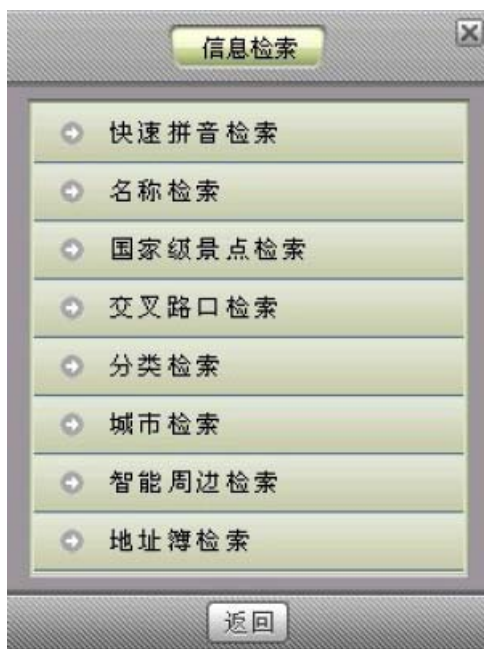 信息检索
快速拼音检索
名称检索
国家级景点检索
交叉路口检索
分类检索
城市检索
智能周边检索
地址簿检索
返回